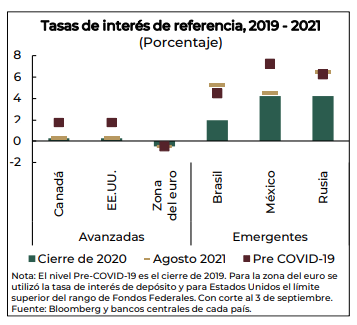 Tasas de interés de referencia, 2019 - 2021
(Porcentaje)
8
6
4
2
0
-2
Canadá
EE.UU.
Zona
del euro
Brasil
México
Rusia
Avanzadas
Emergentes
Cierre de 2020
Agosto 2021
Pre COVID-19
Nota: El nivel Pre-COVID-19 es el cierre de 2019. Para la zona del euro se
utilizó la tasa de interés de depósito y para Estados Unidos el límite
superior del rango de Fondos Federales. Con corte al 3 de septiembre.
Fuente: Bloomberg y bancos centrales de cada país.